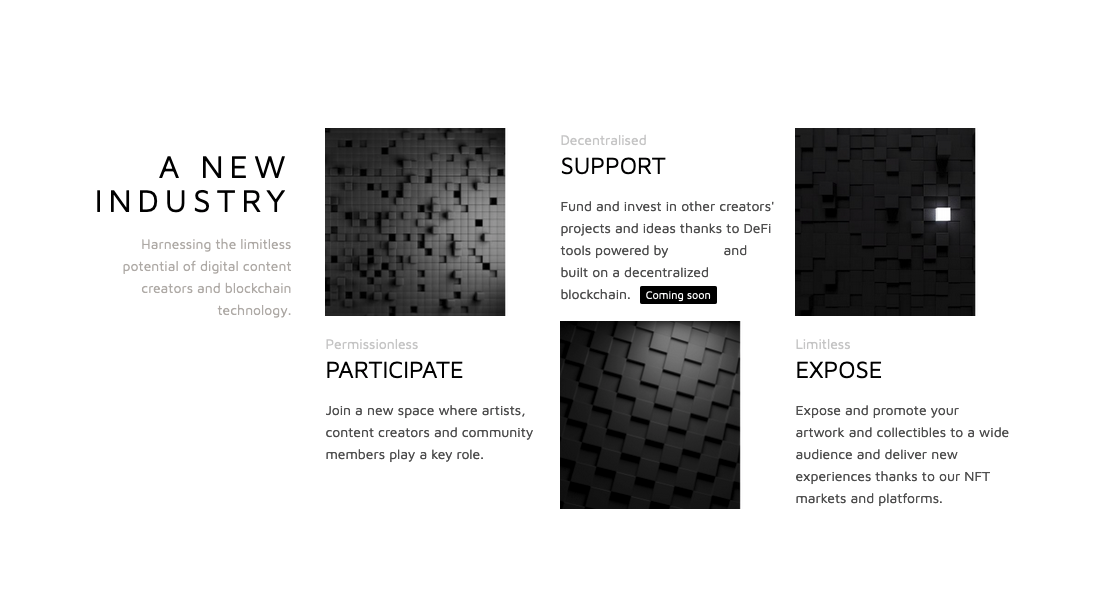 A NEW
INDUSTRY
Harnessing the limitless
potential of digital content
creators and blockchain
technology.
Permissionless
PARTICIPATE
Join a new space where artists,
content creators and community
members play a key role.
Decentralised
SUPPORT
Fund and invest in other creators'
projects and ideas thanks to DeFi
tools powered by and
built on a decentralized
blockchain. Coming soon
Limitless
EXPOSE
Expose and promote your
artwork and collectibles to a wide
audience and deliver new
experiences thanks to our NFT
markets and platforms.